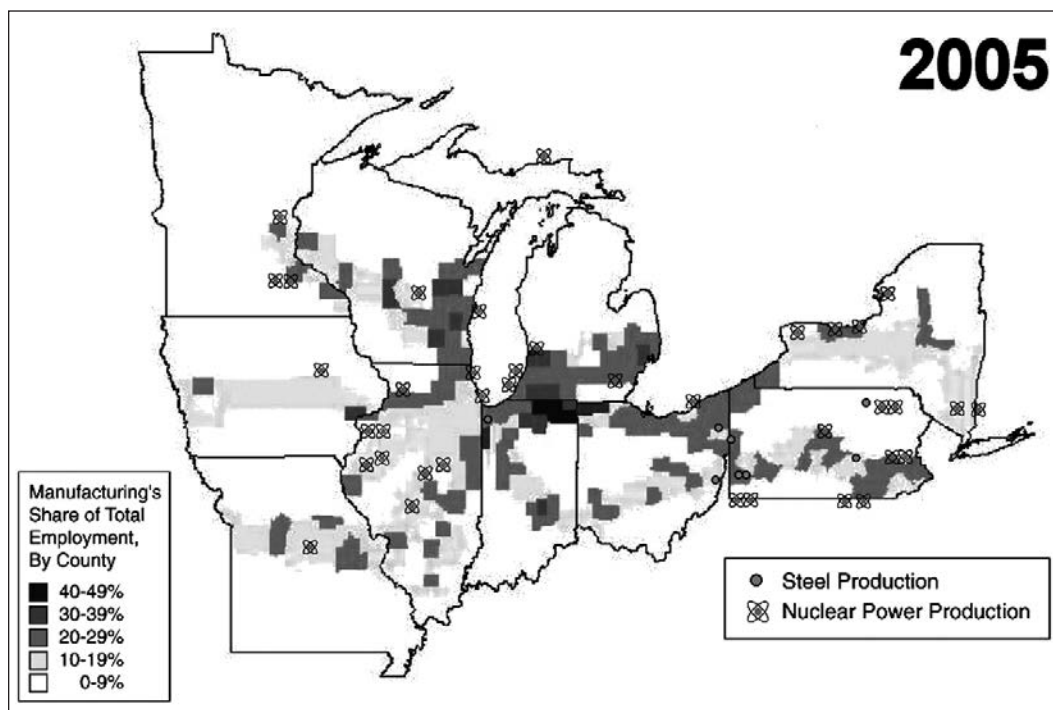 2005
Manufacturing's
Share of Total
Employment,
By County
40-49%
30-39%
20-29%
10-19%
0-9%
Steel Production
Nuclear Power Production